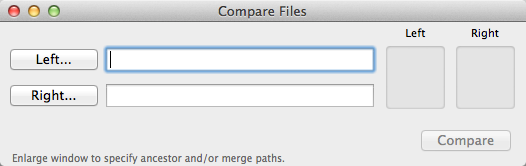 Compare Files
Left Right
Left...
Right...
Compare
Enlarge window to specify ancestor and/or merge paths.